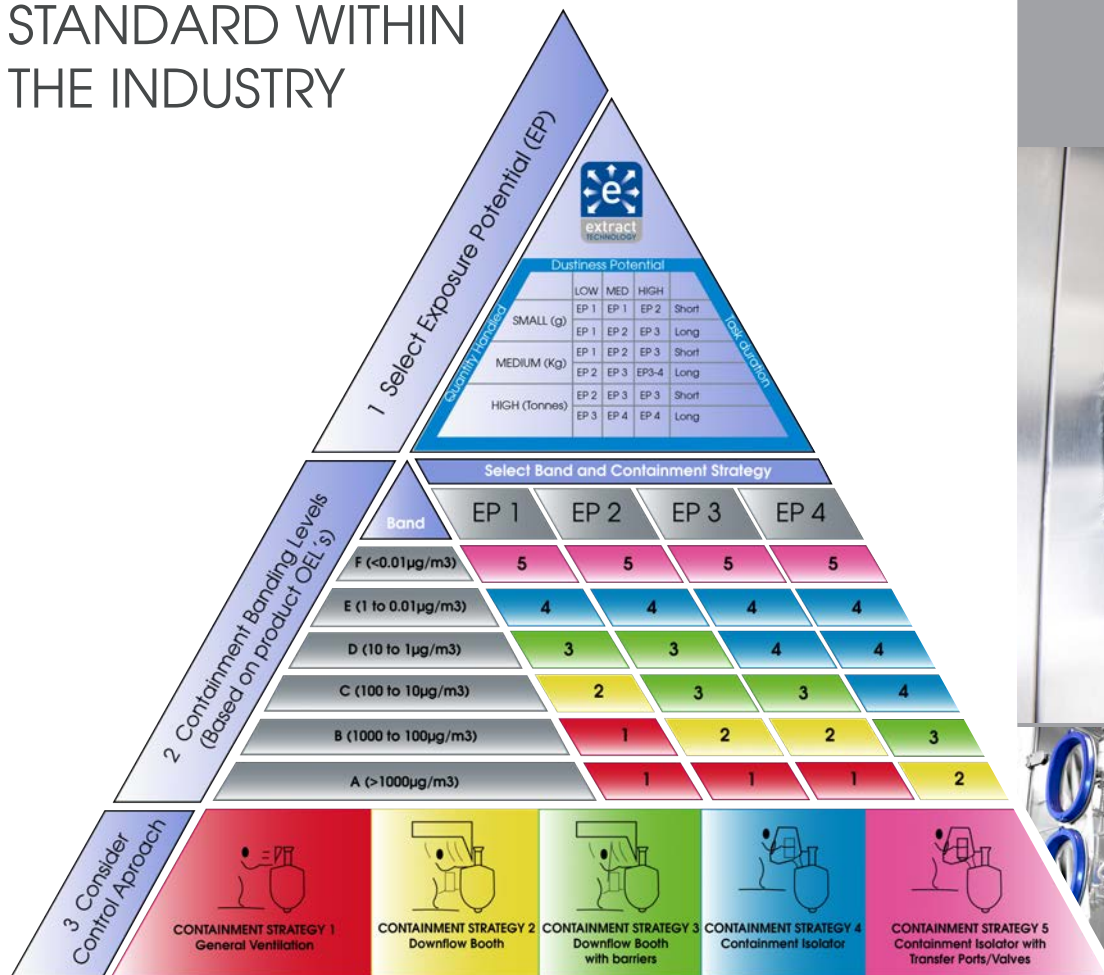 STANDARD WITHIN
THE INDUSTRY
1 Select Exposure Potential (EP)
e
extract
TECHNOLOGY
Dustiness Potential
Quantity Handled
Task duration
LOW MED HIGH
SMALL (g) EP 1 EP 1 EP 2 Short
EP 1 EP 2 EP 3 Long
MEDIUM (Kg) EP 1 EP 2 EP 3 Short
EP 2 EP 3 EP3-4 Long
HIGH (Tonnes) EP 2 EP 3 EP 3 Short
EP 3 EP 4 EP 4 Long
2 Containment Banding Levels
(Based on product OEL's)
Select Band and Containment Strategy
Band EP 1 EP 2 EP 3 EP 4
F (<0.01µg/m3) 5 5 5 5
E (1 to 0.01µg/m3) 4 4 4 4
D (10 to 1µg/m3) 3 3 4 4
C (100 to 10µg/m3) 2 3 3 4
B (1000 to 100µg/m3) 1 2 2 3
A (>1000µg/m3) 1 1 1 2
3 Consider
Control Aproach
CONTAINMENT STRATEGY 1
General Ventilation
CONTAINMENT STRATEGY 2
Downflow Booth
CONTAINMENT STRATEGY 3
Downflow Booth
with barriers
CONTAINMENT STRATEGY 4
Containment Isolator
CONTAINMENT STRATEGY 5
Containment Isolator with
Transfer Ports/Valves